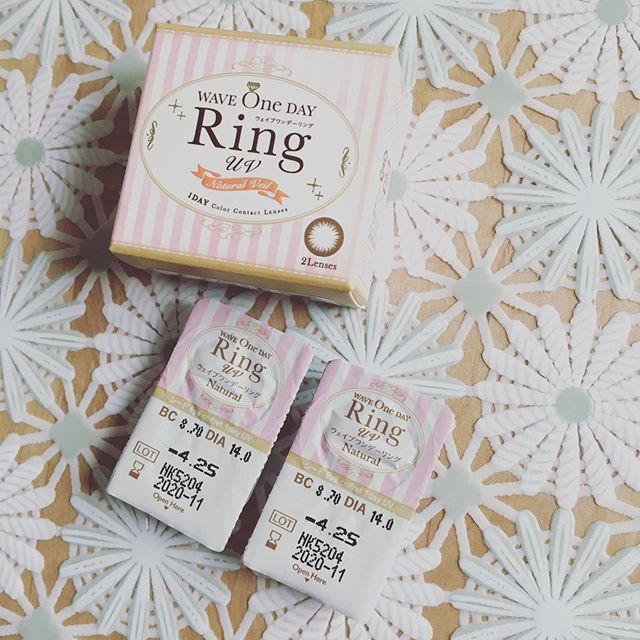 WAVE One DAY
ウェイブワンデーリング
Ring
UV
Natural Veil
1DAY Color Contact Lenses
2Lenses
WAVE One DAY
Ring
UV
ウェイブワンデーリング
Natural
BC 8.70 DIA 14.0
-4.25
LOT HK5204
2020-11
Open Here
WAVE One DAY
Ring
UV
ウェイブワンデーリング
Natural
BC 8.70 DIA 14.0
-4.25
LOT HK5204
2020-11
Open Here